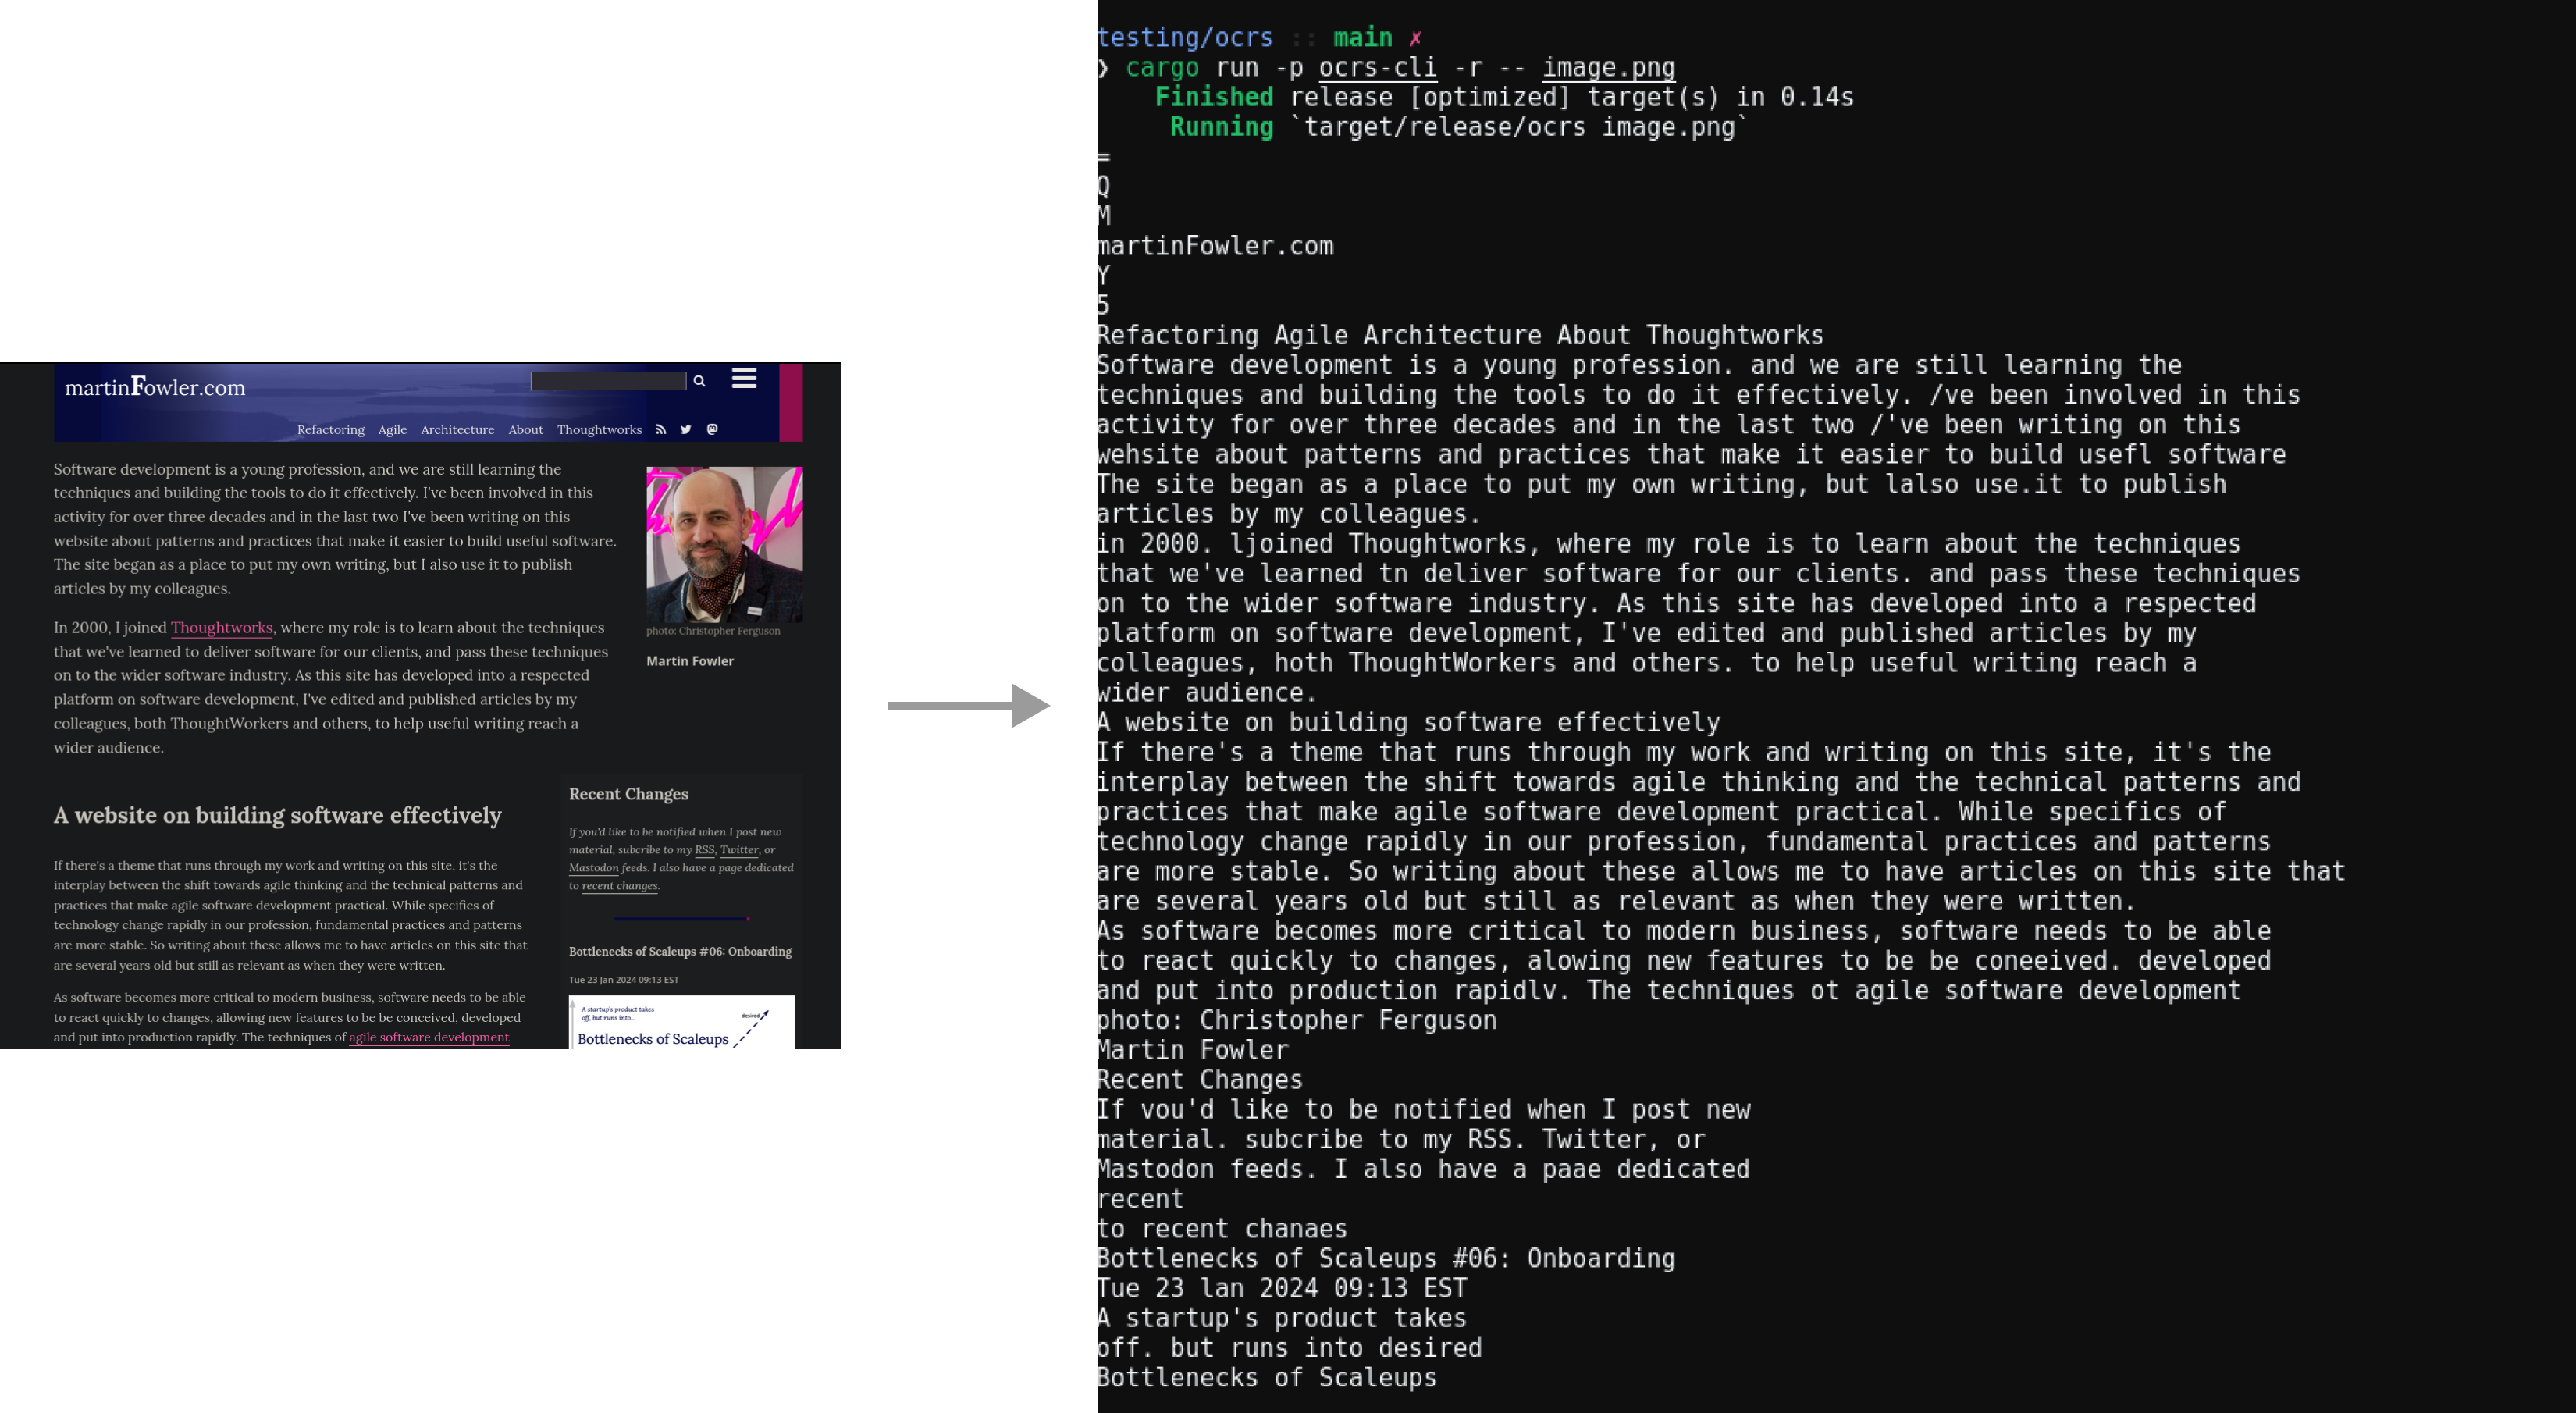 martinFowler.com
Refactoring Agile Architecture About Thoughtworks
Software development is a young profession, and we are still learning the
techniques and building the tools to do it effectively. I've been involved in this
activity for over three decades and in the last two I've been writing on this
website about patterns and practices that make it easier to build useful software.
The site began as a place to put my own writing, but I also use it to publish
articles by my colleagues.
In 2000, I joined Thoughtworks, where my role is to learn about the techniques
that we've learned to deliver software for our clients, and pass these techniques
on to the wider software industry. As this site has developed into a respected
platform on software development, I've edited and published articles by my
colleagues, both ThoughtWorkers and others, to help useful writing reach a
wider audience.
photo: Christopher Ferguson
Martin Fowler
A website on building software effectively
If there's a theme that runs through my work and writing on this site, it's the
interplay between the shift towards agile thinking and the technical patterns and
practices that make agile software development practical. While specifics of
technology change rapidly in our profession, fundamental practices and patterns
are more stable. So writing about these allows me to have articles on this site that
are several years old but still as relevant as when they were written.
As software becomes more critical to modern business, software needs to be able
to react quickly to changes, allowing new features to be be conceived, developed
and put into production rapidly. The techniques of agile software development
Recent Changes
If you'd like to be notified when I post new
material, subcribe to my RSS, Twitter, or
Mastodon feeds. I also have a page dedicated
to recent changes.
Bottlenecks of Scaleups #06: Onboarding
Tue 23 Jan 2024 09:13 EST
A startup's product takes
off, but runs into...
desired
Bottlenecks of Scaleups
testing/ocrs :: main ✗
❯ cargo run -p ocrs-cli -r -- image.png
Finished release [optimized] target(s) in 0.14s
Running `target/release/ocrs image.png`
=
Q
M
martinFowler.com
Y
5
Refactoring Agile Architecture About Thoughtworks
Software development is a young profession. and we are still learning the
techniques and building the tools to do it effectively. /ve been involved in this
activity for over three decades and in the last two /'ve been writing on this
wehsite about patterns and practices that make it easier to build usefl software
The site began as a place to put my own writing, but lalso use.it to publish
articles by my colleagues.
in 2000. ljoined Thoughtworks, where my role is to learn about the techniques
that we've learned tn deliver software for our clients. and pass these techniques
on to the wider software industry. As this site has developed into a respected
platform on software development, I've edited and published articles by my
colleagues, hoth ThoughtWorkers and others. to help useful writing reach a
wider audience.
A website on building software effectively
If there's a theme that runs through my work and writing on this site, it's the
interplay between the shift towards agile thinking and the technical patterns and
practices that make agile software development practical. While specifics of
technology change rapidly in our profession, fundamental practices and patterns
are more stable. So writing about these allows me to have articles on this site that
are several years old but still as relevant as when they were written.
As software becomes more critical to modern business, software needs to be able
to react quickly to changes, alowing new features to be be coneeived. developed
and put into production rapidlv. The techniques ot agile software development
photo: Christopher Ferguson
Martin Fowler
Recent Changes
If vou'd like to be notified when I post new
material. subcribe to my RSS. Twitter, or
Mastodon feeds. I also have a paae dedicated
recent
to recent chanaes
Bottlenecks of Scaleups #06: Onboarding
Tue 23 lan 2024 09:13 EST
A startup's product takes
off. but runs into desired
Bottlenecks of Scaleups